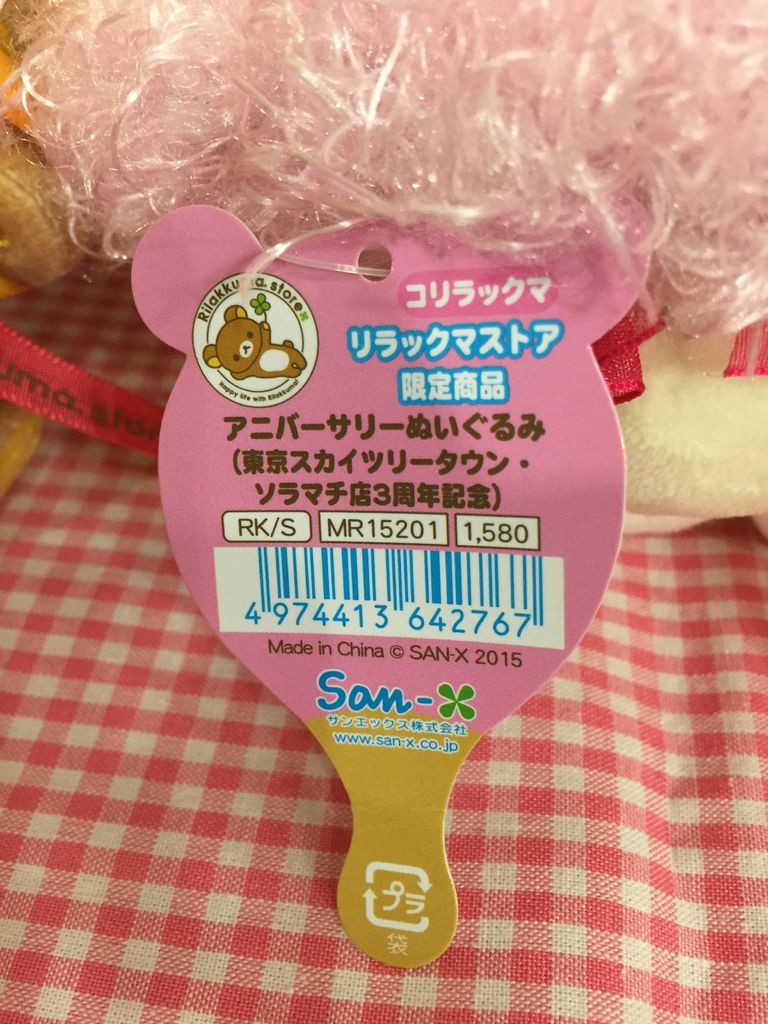 Rilakkuma store
Happy life with Rilakkuma!
コリラックマ
リラックマストア
限定商品
アニバーサリーぬいぐるみ
(東京スカイツリータウン・
ソラマチ店3周年記念)
RK/S MR15201 1,580
4 974413 642767
Made in China © SAN-X 2015
San-X
サンエックス株式会社
www.san-x.co.jp
プラ
袋
uma store